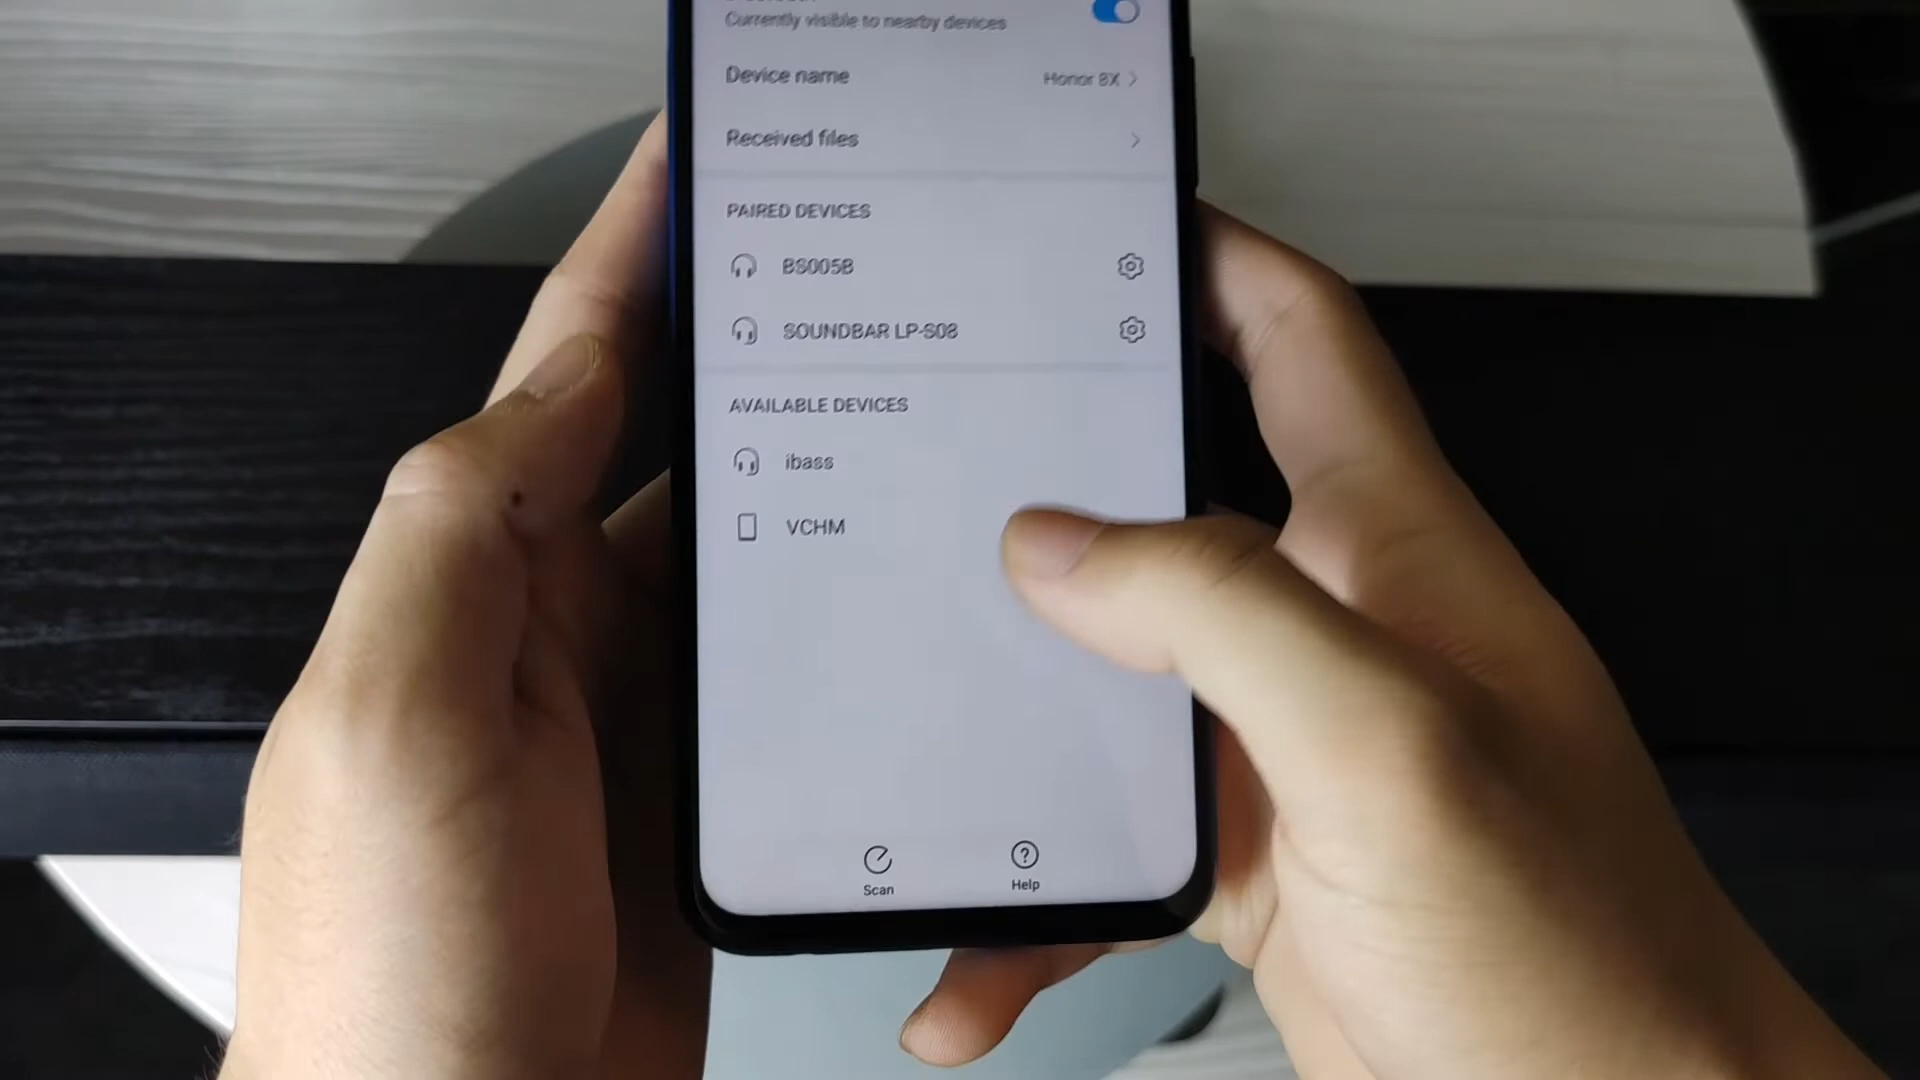 Currently visible to nearby devices
Device name
Honor 8X
Received files
PAIRED DEVICES
BS005B
SOUNDBAR LP-S08
AVAILABLE DEVICES
ibass
VCHM
Scan
Help